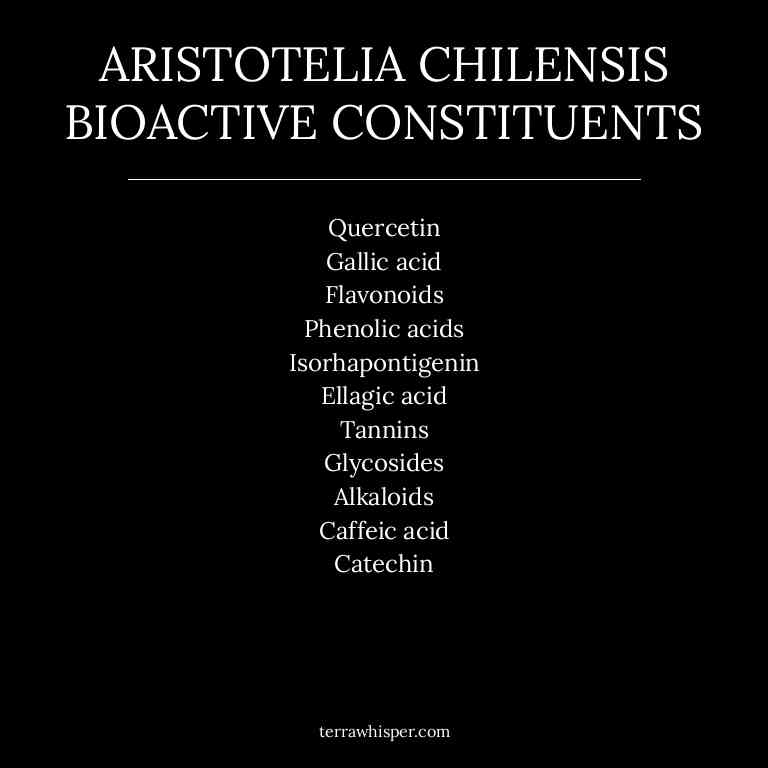 ARISTOTELIA CHILENSIS
BIOACTIVE CONSTITUENTS
Quercetin
Gallic acid
Flavonoids
Phenolic acids
Isorhapontigenin
Ellagic acid
Tannins
Glycosides
Alkaloids
Caffeic acid
Catechin
terrawhisper.com